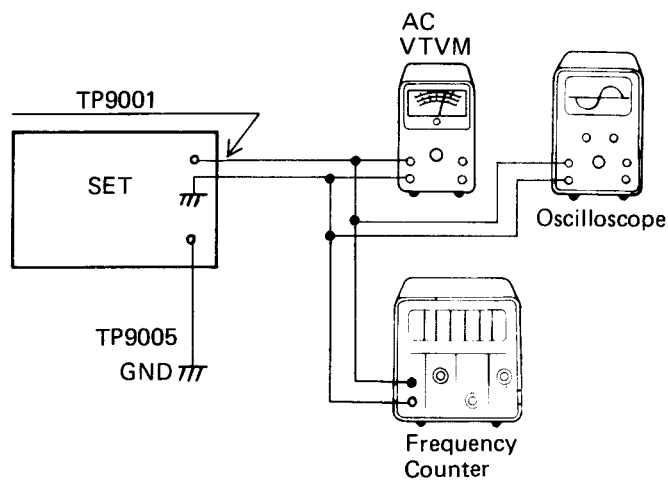 AC
VTVM
TP9001
SET
Oscilloscope
TP9005
GND
Frequency
Counter